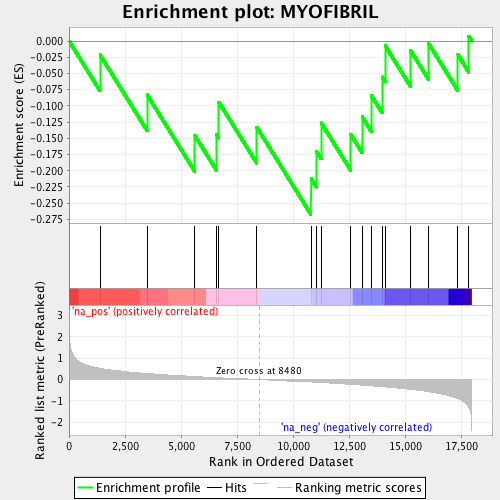 Enrichment plot: MYOFIBRIL
Enrichment score (ES)
0.000
-0.025
-0.050
-0.075
-0.100
-0.125
-0.150
-0.175
-0.200
-0.225
-0.250
-0.275
'na_pos' (positively correlated)
Ranked list metric (PreRanked)
3
2
1
0
-1
-2
Zero cross at 8480
'na_neg' (negatively correlated)
0 2,500 5,000 7,500 10,000 12,500 15,000 17,500
Rank in Ordered Dataset
Enrichment profile Hits Ranking metric scores